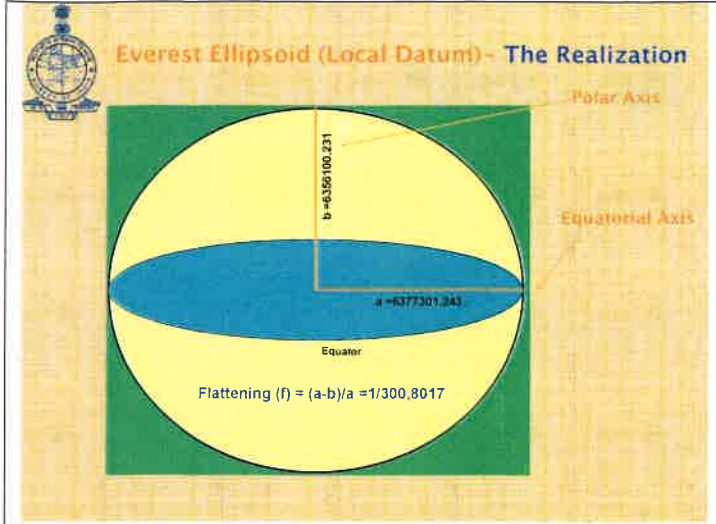 Everest Ellipsoid (Local Datum)- The Realization
Polar Axis
b =6356100.231
Equatorial Axis
a =6377301.243
Equator
Flattening (f) = (a-b)/a =1/300,8017